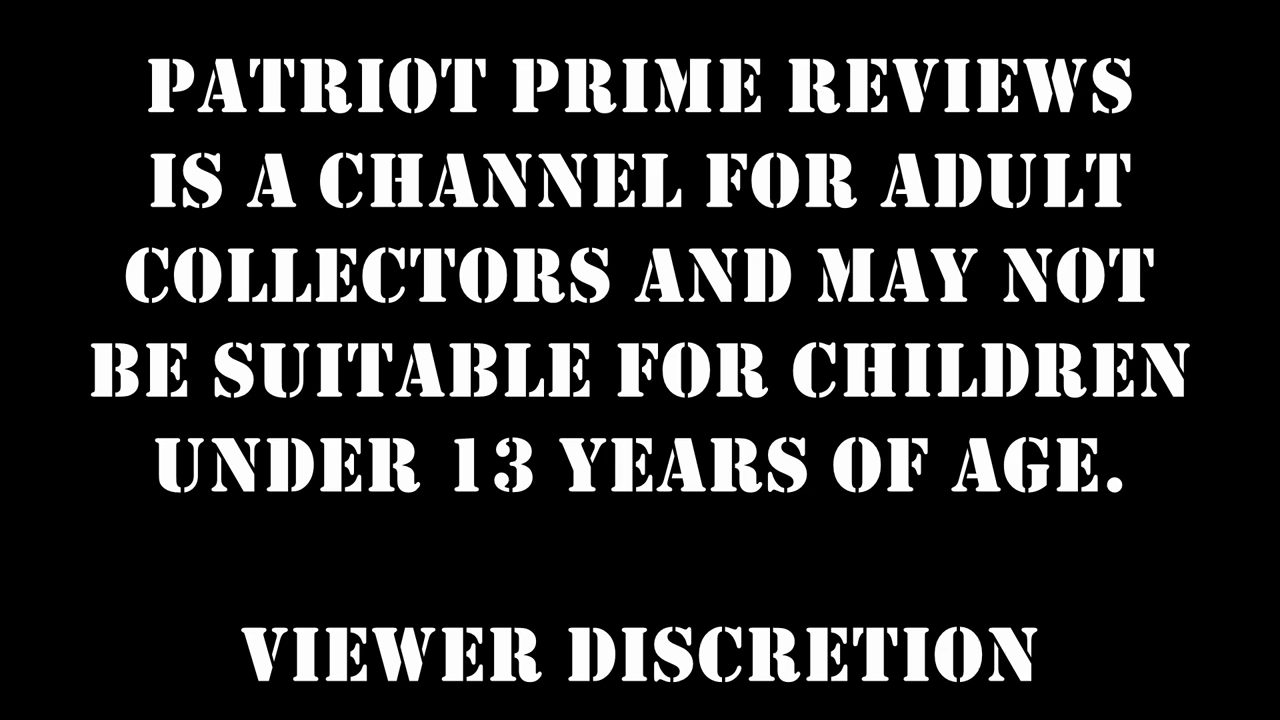 PATRIOT PRIME REVIEWS
IS A CHANNEL FOR ADULT
COLLECTORS AND MAY NOT
BE SUITABLE FOR CHILDREN
UNDER 13 YEARS OF AGE.
VIEWER DISCRETION